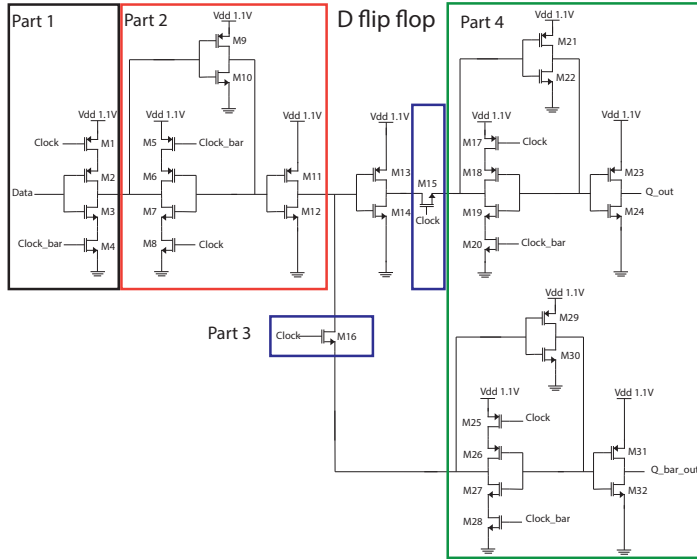 Part 1
Part 2
D flip flop
Part 4
M9
M10
M21
M22
Vdd 1.1V
Vdd 1.1V
Vdd 1.1V
Vdd 1.1V
Vdd 1.1V
Vdd 1.1V
Vdd 1.1V
Vdd 1.1V
Clock
M1
M5
Clock_bar
M17
Clock
M2
M6
M11
M13
M15
M18
M23
Data
Q_out
M3
M7
M12
M14
Clock
M19
M24
Clock_bar
M4
M8
Clock
M20
Clock_bar
Vdd 1.1V
M29
Part 3
Clock
M16
M30
Vdd 1.1V
Vdd 1.1V
M25
Clock
M26
M31
Q_bar_out
M27
M32
M28
Clock_bar